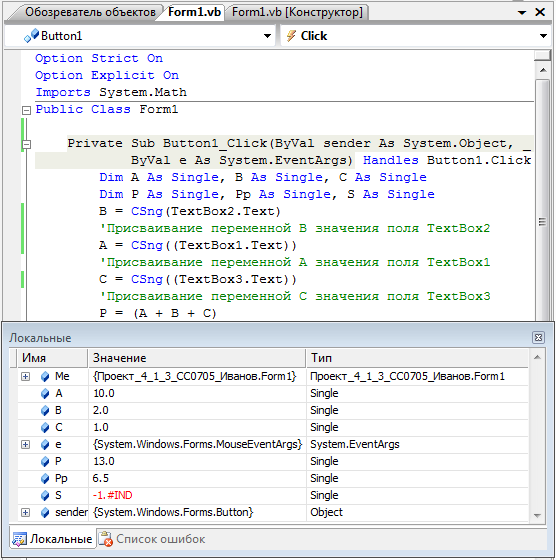 Обозреватель объектов Form1.vb Form1.vb [Конструктор]
Button1 Click
Option Strict On
Option Explicit On
Imports System.Math
Public Class Form1
Private Sub Button1_Click(ByVal sender As System.Object, _
ByVal e As System.EventArgs) Handles Button1.Click
Dim A As Single, B As Single, C As Single
Dim P As Single, Pp As Single, S As Single
B = CSng(TextBox2.Text)
'Присваивание переменной B значения поля TextBox2
A = CSng((TextBox1.Text))
'Присваивание переменной A значения поля TextBox1
C = CSng((TextBox3.Text))
'Присваивание переменной C значения поля TextBox3
P = (A + B + C)
Локальные
Имя Значение Тип
Me {Проект_4_1_3_CC0705_Иванов.Form1} Проект_4_1_3_CC0705_Иванов.Form1
A 10.0 Single
B 2.0 Single
C 1.0 Single
e {System.Windows.Forms.MouseEventArgs} System.EventArgs
P 13.0 Single
Pp 6.5 Single
S -1.#IND Single
sender {System.Windows.Forms.Button} Object
Локальные Список ошибок